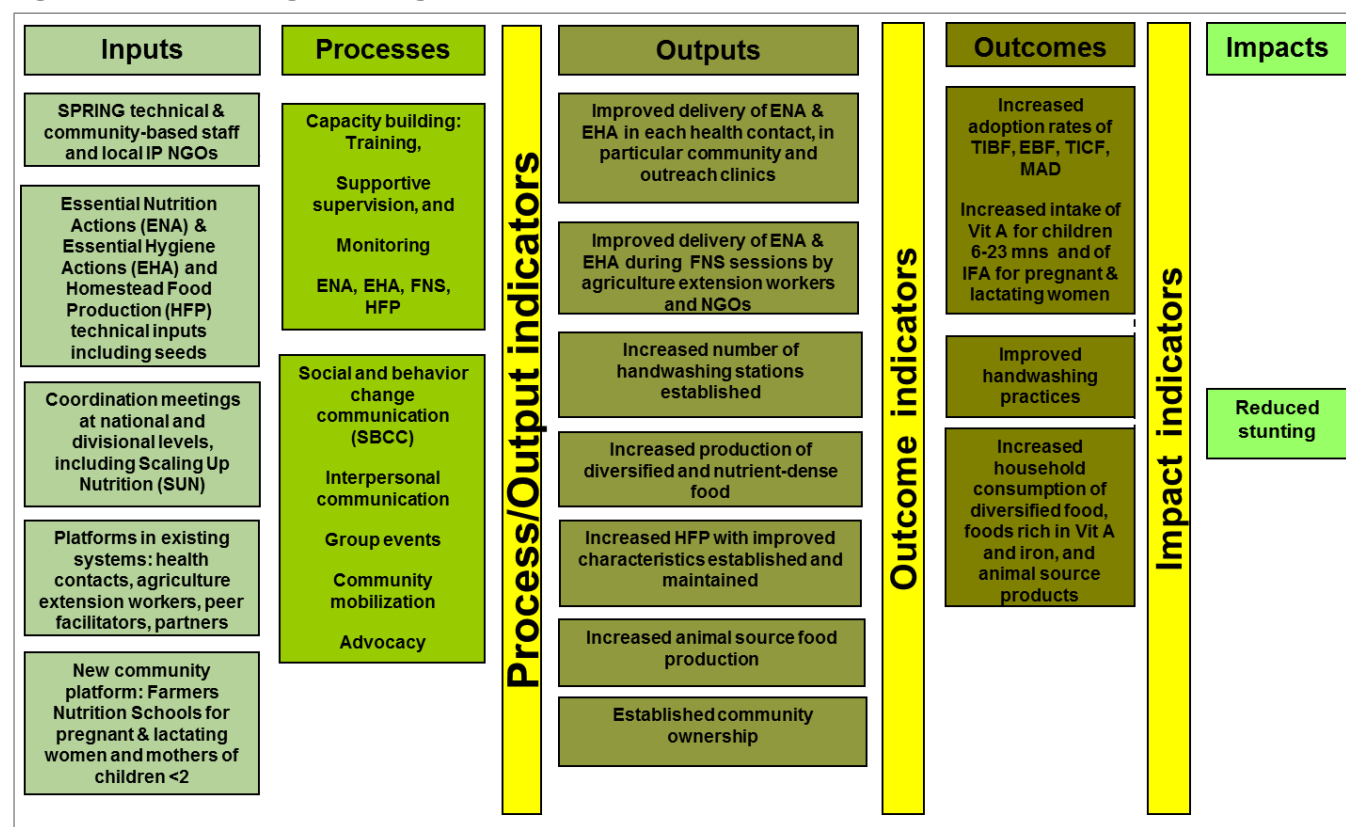 Inputs
SPRING technical &
community-based staff
and local IP NGOs
Essential Nutrition
Actions (ENA) &
Essential Hygiene
Actions (EHA) and
Homestead Food
Production (HFP)
technical inputs
including seeds
Coordination meetings
at national and
divisional levels,
including Scaling Up
Nutrition (SUN)
Platforms in existing
systems: health
contacts, agriculture
extension workers, peer
facilitators, partners
New community
platform: Farmers
Nutrition Schools for
pregnant & lactating
women and mothers of
children <2
Processes
Capacity building:
Training,
Supportive
supervision, and
Monitoring
ENA, EHA, FNS,
HFP
Social and behavior
change communication
(SBCC)
Interpersonal
communication
Group events
Community
mobilization
Advocacy
Process/Output indicators
Outputs
Improved delivery of ENA &
EHA in each health contact, in
particular community and
outreach clinics
Improved delivery of ENA &
EHA during FNS sessions by
agriculture extension workers
and NGOs
Increased number of
handwashing stations
established
Increased production of
diversified and nutrient-dense
food
Increased HFP with improved
characteristics established and
maintained
Increased animal source food
production
Established community
ownership
Outcome indicators
Outcomes
Increased
adoption rates of
TIBF, EBF, TICF,
MAD
Increased intake of
Vit A for children
6-23 mns and of
IFA for pregnant &
lactating women
Improved
handwashing
practices
Increased
household
consumption of
diversified food,
foods rich in Vit A
and iron, and
animal source
products
Impact indicators
Impacts
Reduced
stunting